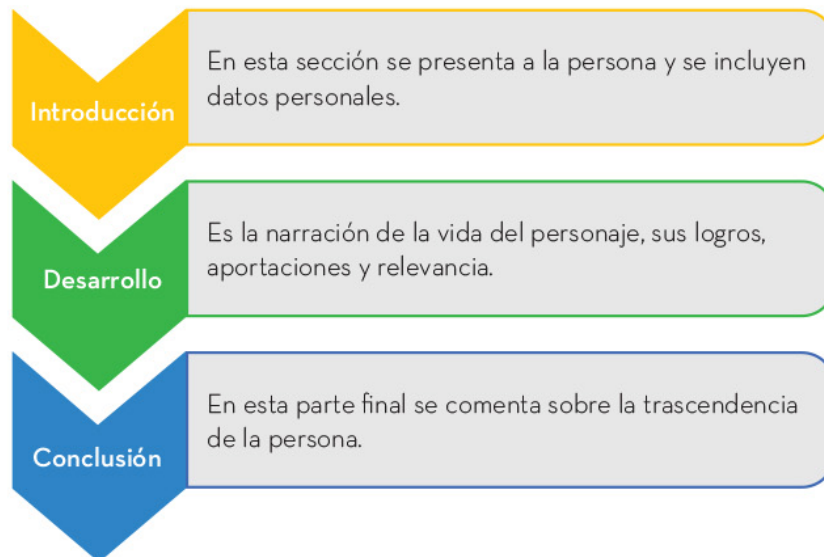 Introducción
En esta sección se presenta a la persona y se incluyen
datos personales.
Desarrollo
Es la narración de la vida del personaje, sus logros,
aportaciones y relevancia.
Conclusión
En esta parte final se comenta sobre la trascendencia
de la persona.